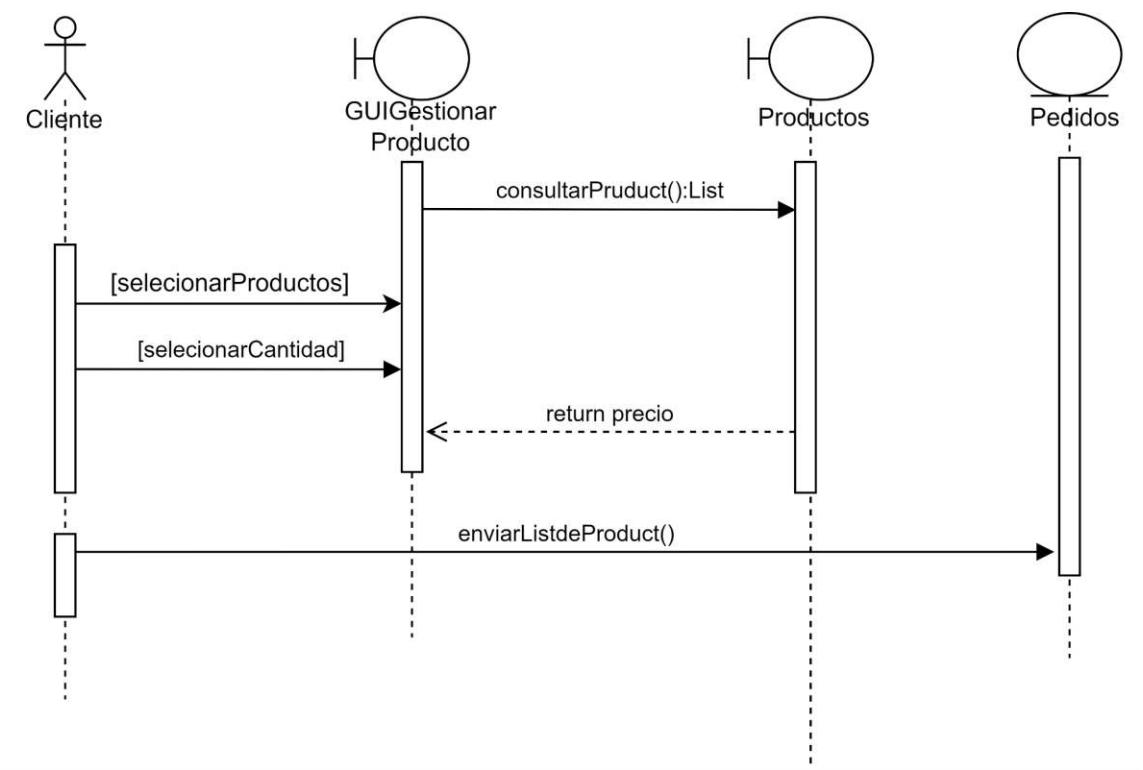 Cliente
GUIGestionar
Producto
Productos
Pedidos
consultarPruduct():List
[selecionarProductos]
[selecionarCantidad]
return precio
enviarListdeProduct()